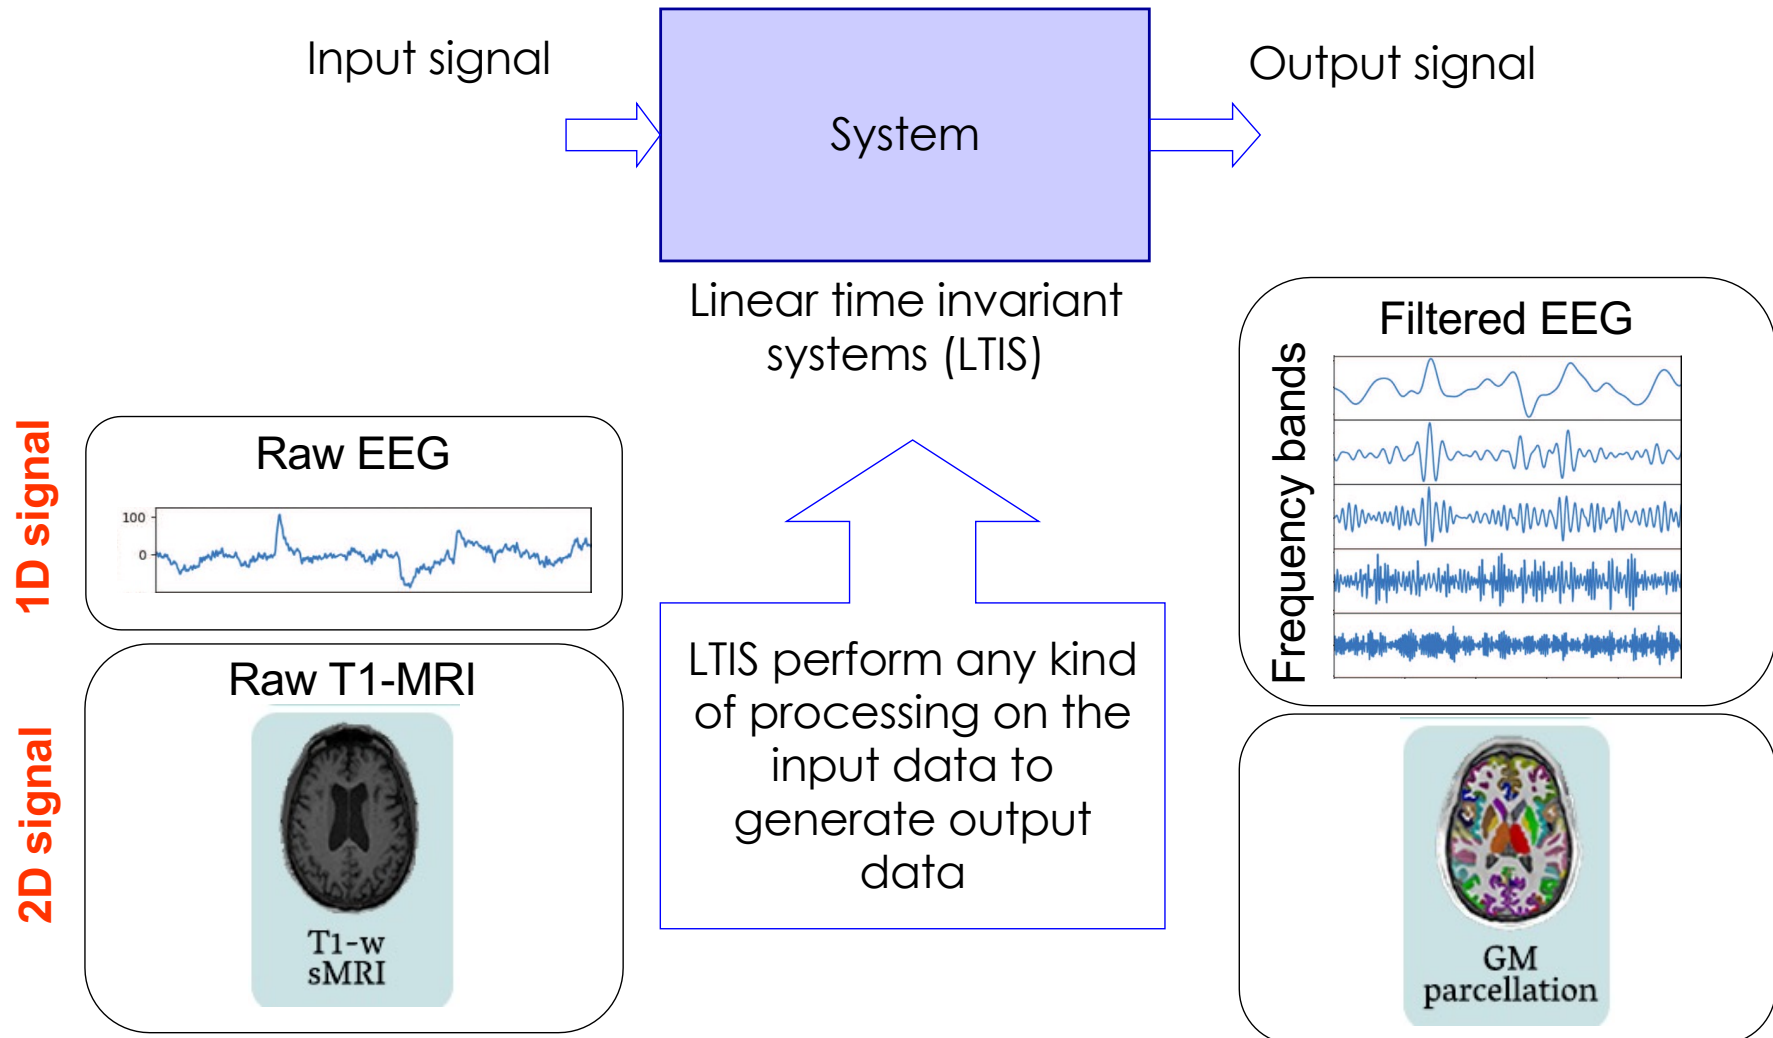 Input signal
System
Output signal
Linear time invariant
systems (LTIS)
1D signal
Raw EEG
100
0
2D signal
Raw T1-MRI
T1-w
sMRI
LTIS perform any kind
of processing on the
input data to
generate output
data
Filtered EEG
Frequency bands
GM
parcellation